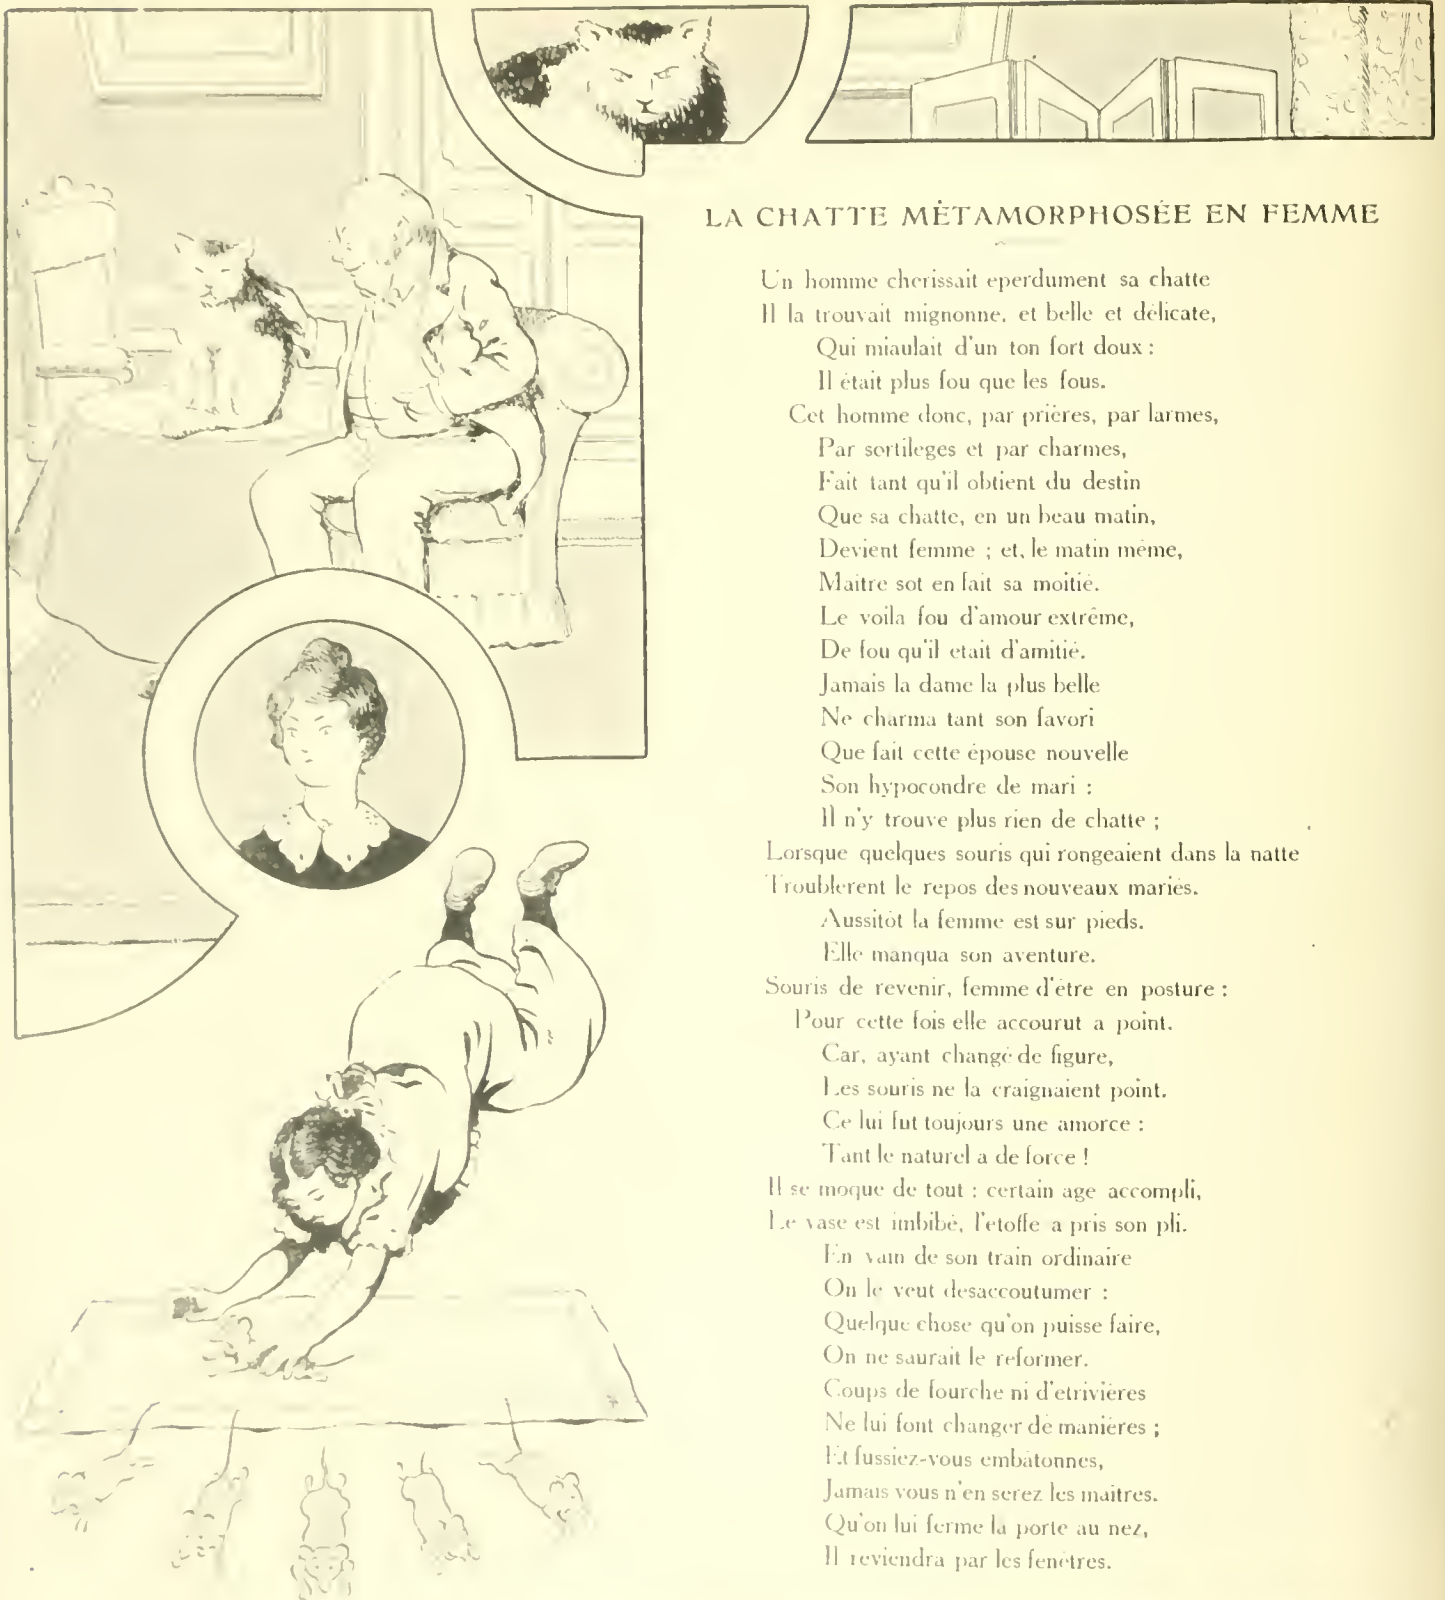 LA CHATTE MÉTAMORPHOSÉE EN FEMME
Un homme cherissait eperdument sa chatte
Il la trouvait mignonne, et belle et délicate,
Qui miaulait d'un ton fort doux :
Il était plus fou que les fous.
Cet homme donc, par prières, par larmes,
Par sortileges et par charmes,
Fait tant qu'il obtient du destin
Que sa chatte, en un beau matin,
Devient femme ; et, le matin même,
Maitre sot en fait sa moitié.
Le voila fou d'amour extrême,
De fou qu'il etait d'amitié.
Jamais la dame la plus belle
Ne charma tant son favori
Que fait cette épouse nouvelle
Son hypocondre de mari :
Il n'y trouve plus rien de chatte ;
Lorsque quelques souris qui rongeaient dans la natte
Troublerent le repos des nouveaux mariés.
Aussitôt la femme est sur pieds.
Elle manqua son aventure.
Souris de revenir, femme d'être en posture :
Pour cette fois elle accourut a point.
Car, ayant changé de figure,
Les souris ne la craignaient point.
Ce lui fut toujours une amorce :
Tant le naturel a de force !
Il se moque de tout : certain age accompli,
Le vase est imbibé, l'etoffe a pris son pli.
En vain de son train ordinaire
On le veut desaccoutumer :
Quelque chose qu'on puisse faire,
On ne saurait le reformer.
Coups de fourche ni d'etrivières
Ne lui font changer de manières ;
Et fussiez-vous embâtonnes,
Jamais vous n'en serez les maitres.
Qu'on lui ferme la porte au nez,
Il reviendra par les fenêtres.